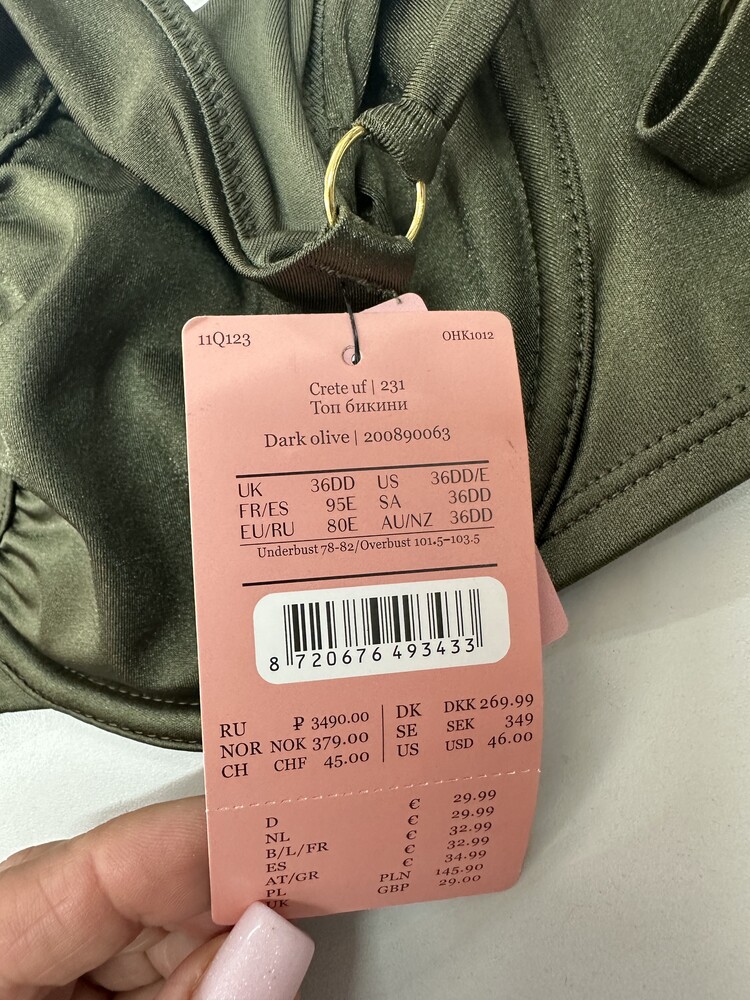 11Q123 OHK1012
Crete uf | 231
Топ бикини
Dark olive | 200890063
UK 36DD US 36DD/E
FR/ES 95E SA 36DD
EU/RU 80E AU/NZ 36DD
Underbust 78-82/Overbust 101.5-103.5
8 720676 493433
RU ₽ 3490.00 DK DKK 269.99
NOR NOK 379.00 SE SEK 349
CH CHF 45.00 US USD 46.00
D € 29.99
NL € 29.99
B/L/FR € 32.99
ES € 32.99
AT/GR € 34.99
PL PLN 145.90
UK GBP 29.00